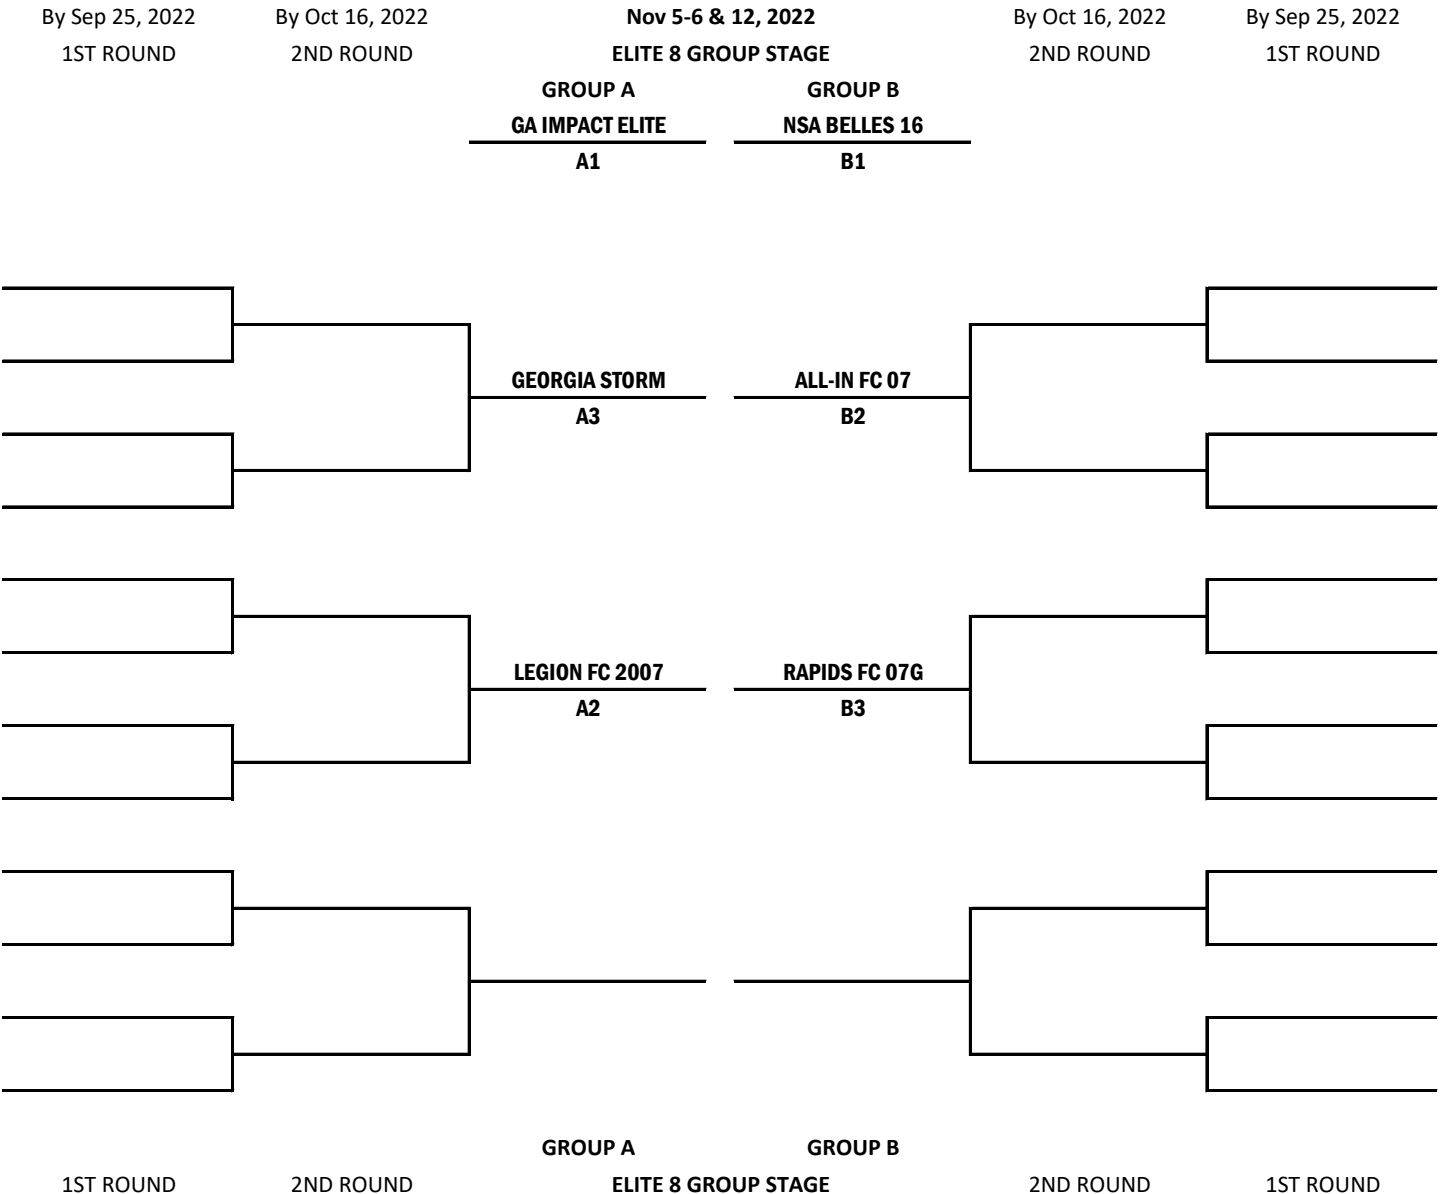 By Sep 25, 2022 By Oct 16, 2022 Nov 5-6 & 12, 2022 By Oct 16, 2022 By Sep 25, 2022
1ST ROUND 2ND ROUND ELITE 8 GROUP STAGE 2ND ROUND 1ST ROUND
GROUP A GROUP B
GA IMPACT ELITE NSA BELLES 16
A1 B1
GEORGIA STORM ALL-IN FC 07
A3 B2
LEGION FC 2007 RAPIDS FC 07G
A2 B3
GROUP A GROUP B
1ST ROUND 2ND ROUND ELITE 8 GROUP STAGE 2ND ROUND 1ST ROUND